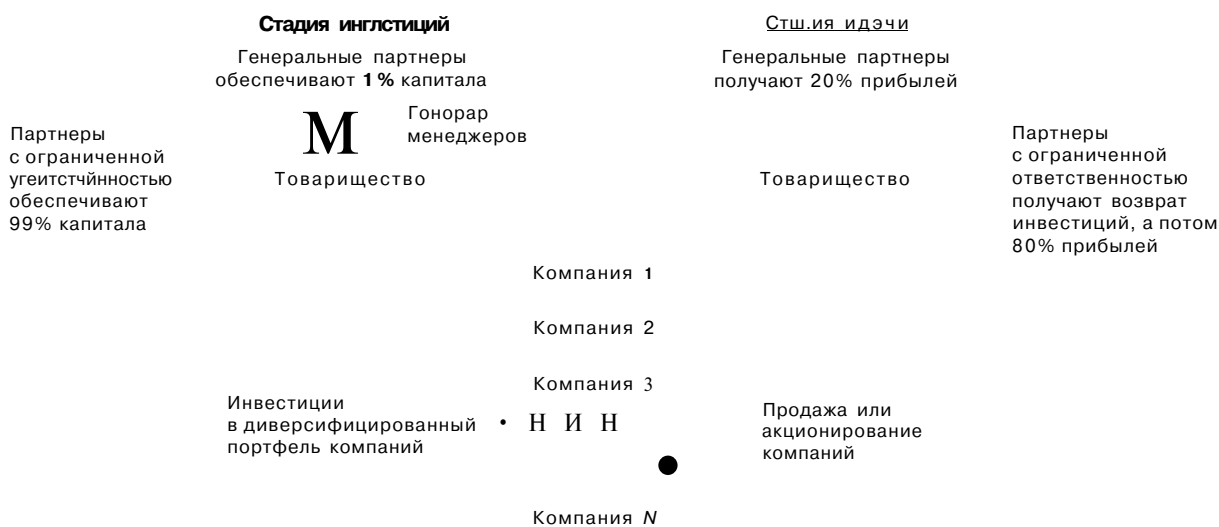 Стадия инглстиций
Стш.ия идэчи
Генеральные партнеры
обеспечивают 1% капитала
Генеральные партнеры
получают 20% прибылей
М
Гонорар
менеджеров
Партнеры
с ограниченной
угеитстчйнностью
обеспечивают
99% капитала
Товарищество
Товарищество
Партнеры
с ограниченной
ответственностью
получают возврат
инвестиций, а потом
80% прибылей
Компания 1
Компания 2
Компания 3
Инвестиции
в диверсифицированный
портфель компаний
• Н И Н
Продажа или
акционирование
компаний
Компания N